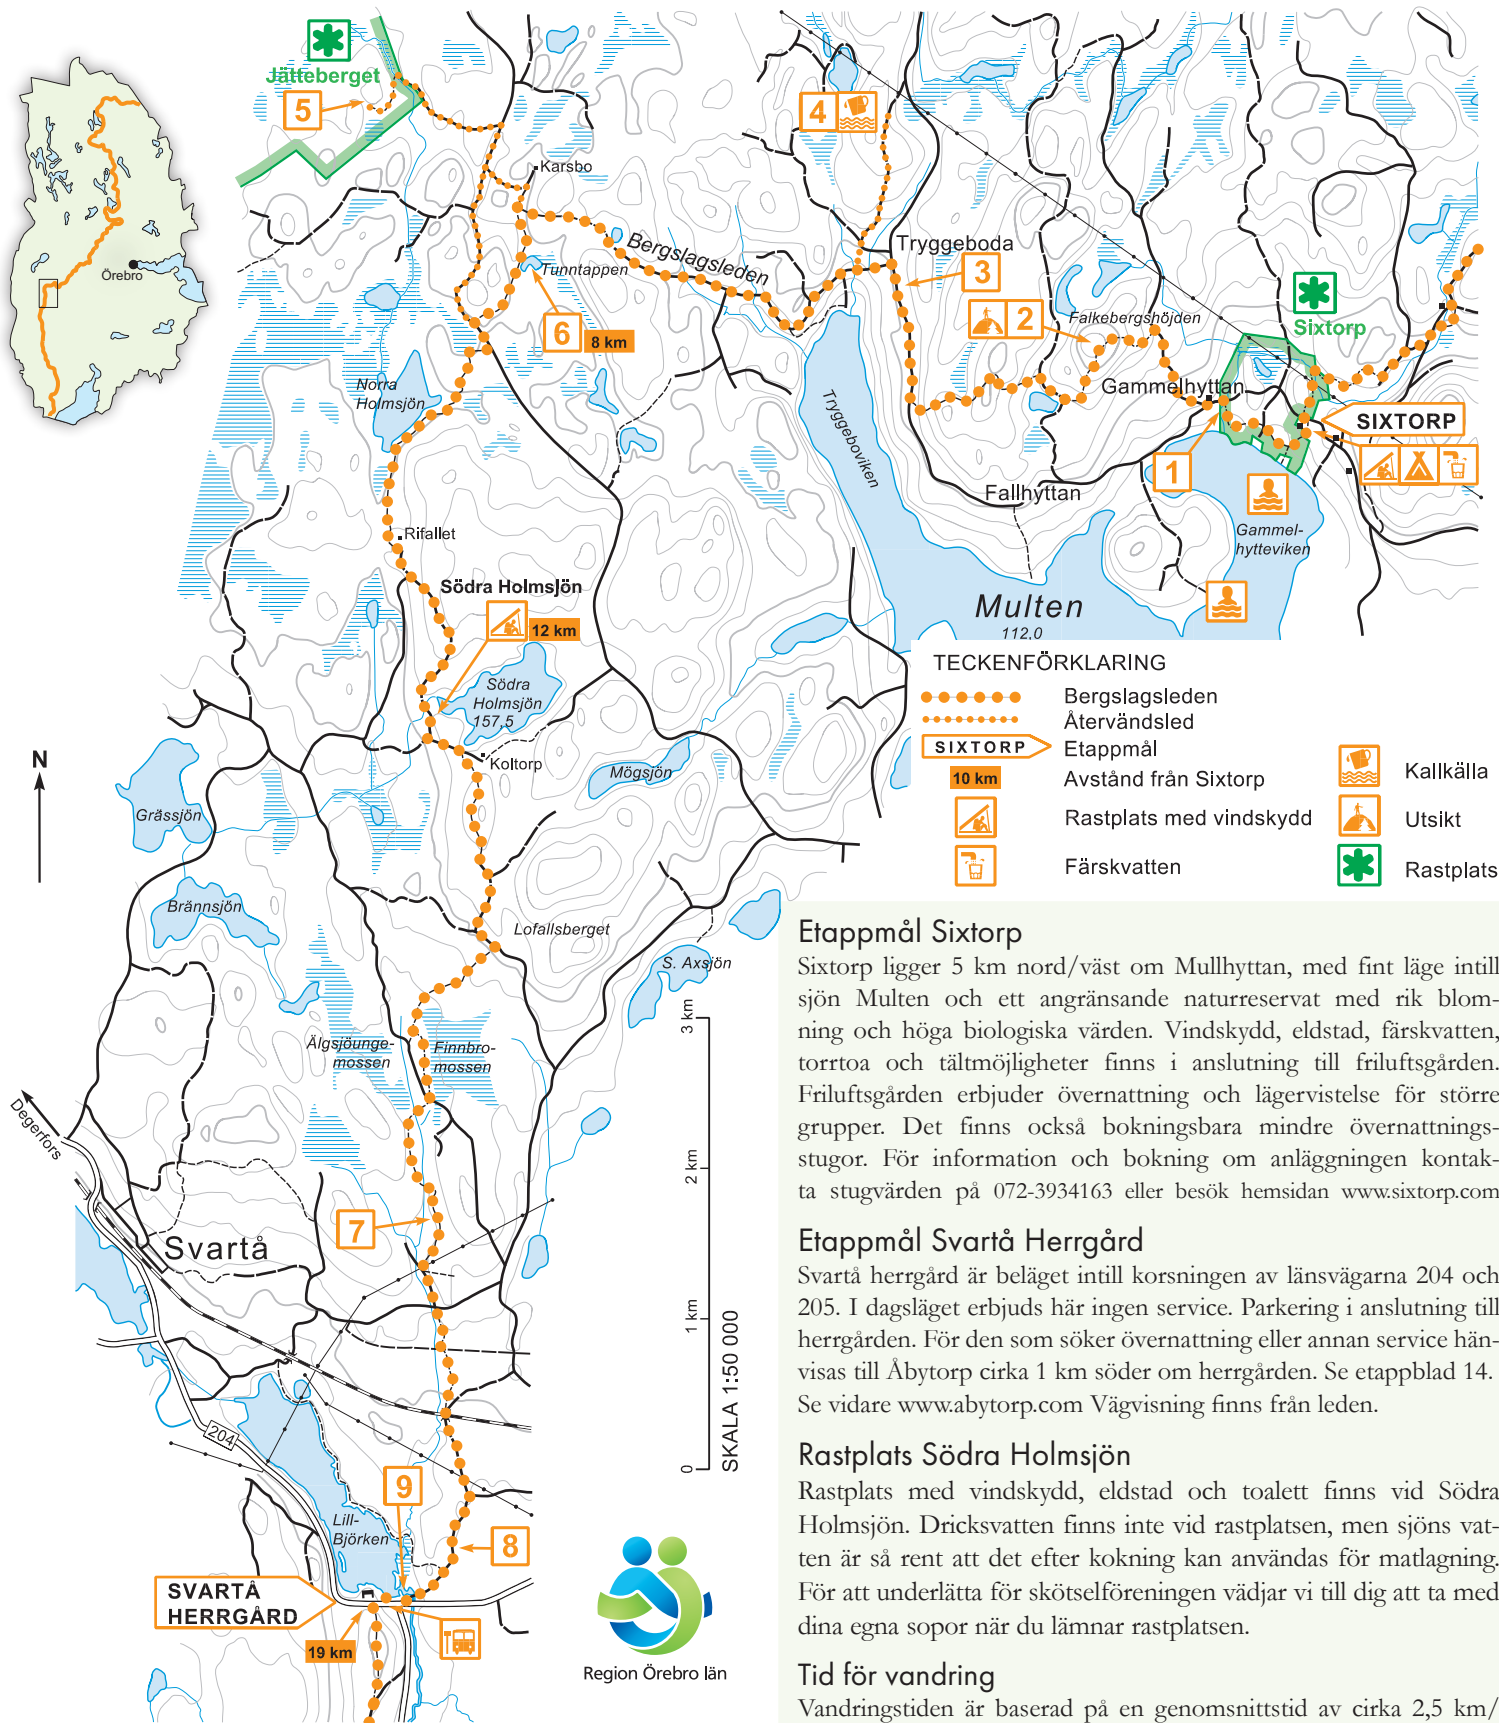 Jätteberget
5
4
Karsbo
Örebro
Bergslagsleden
Tryggeboda
3
Tunntappen
6
8 km
2
Falkebergshöjden
Sixtorp
Norra
Holmsjön
Gammelhyttan
SIXTORP
Tryggeboviken
1
Fallhyttan
Gammel-
hytteviken
Rifallet
Södra Holmsjön
12 km
Multen
112,0
Södra
Holmsjön
157,5
Koltorp
Mögsjön
N
Grässjön
Brännsjön
Lofallsberget
S. Axsjön
Älgsjöunge-
mossen
Finnbro-
mossen
Degerfors
7
Svartå
204
9
8
Lill-
Björken
SVARTÅ
HERRGÅRD
19 km
0
1 km
2 km
3 km
SKALA 1:50 000
Region Örebro län
TECKENFÖRKLARING
Bergslagsleden
Återvändsled
SIXTORP
Etappmål
10 km
Avstånd från Sixtorp
Rastplats med vindskydd
Färskvatten
Kallkälla
Utsikt
Rastplats
Etappmål Sixtorp
Sixtorp ligger 5 km nord/väst om Mullhyttan, med fint läge intill
sjön Multen och ett angränsande naturreservat med rik blom-
ning och höga biologiska värden. Vindskydd, eldstad, färskvatten,
torrtoa och tältmöjligheter finns i anslutning till friluftsgården.
Friluftsgården erbjuder övernattning och lägervistelse för större
grupper. Det finns också bokningsbara mindre övernattnings-
stugor. För information och bokning om anläggningen kontak-
ta stugvärden på 072-3934163 eller besök hemsidan www.sixtorp.com
Etappmål Svartå Herrgård
Svartå herrgård är beläget intill korsningen av länsvägarna 204 och
205. I dagsläget erbjuds här ingen service. Parkering i anslutning till
herrgården. För den som söker övernattning eller annan service hän-
visas till Åbytorp cirka 1 km söder om herrgården. Se etappblad 14.
Se vidare www.abytorp.com Vägvisning finns från leden.
Rastplats Södra Holmsjön
Rastplats med vindskydd, eldstad och toalett finns vid Södra
Holmsjön. Dricksvatten finns inte vid rastplatsen, men sjöns vat-
ten är så rent att det efter kokning kan användas för matlagning.
För att underlätta för skötselföreningen vädjar vi till dig att ta med
dina egna sopor när du lämnar rastplatsen.
Tid för vandring
Vandringstiden är baserad på en genomsnittstid av cirka 2,5 km/